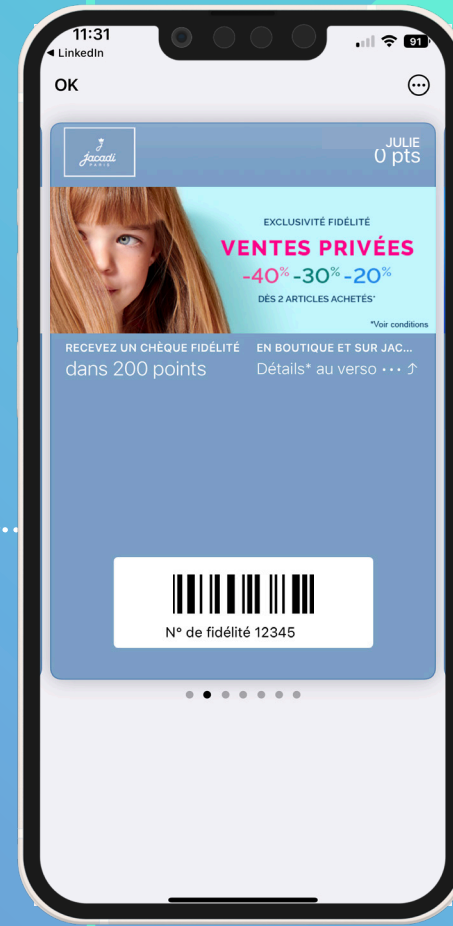 11:31
◀ LinkedIn
91
OK
Jacadi
PARIS
JULIE
0 pts
EXCLUSIVITÉ FIDÉLITÉ
VENTES PRIVÉES
-40% -30% -20%
DÈS 2 ARTICLES ACHETÉS*
*Voir conditions
RECEVEZ UN CHÈQUE FIDÉLITÉ
dans 200 points
EN BOUTIQUE ET SUR JAC...
Détails* au verso ••• ⤴
N° de fidélité 12345